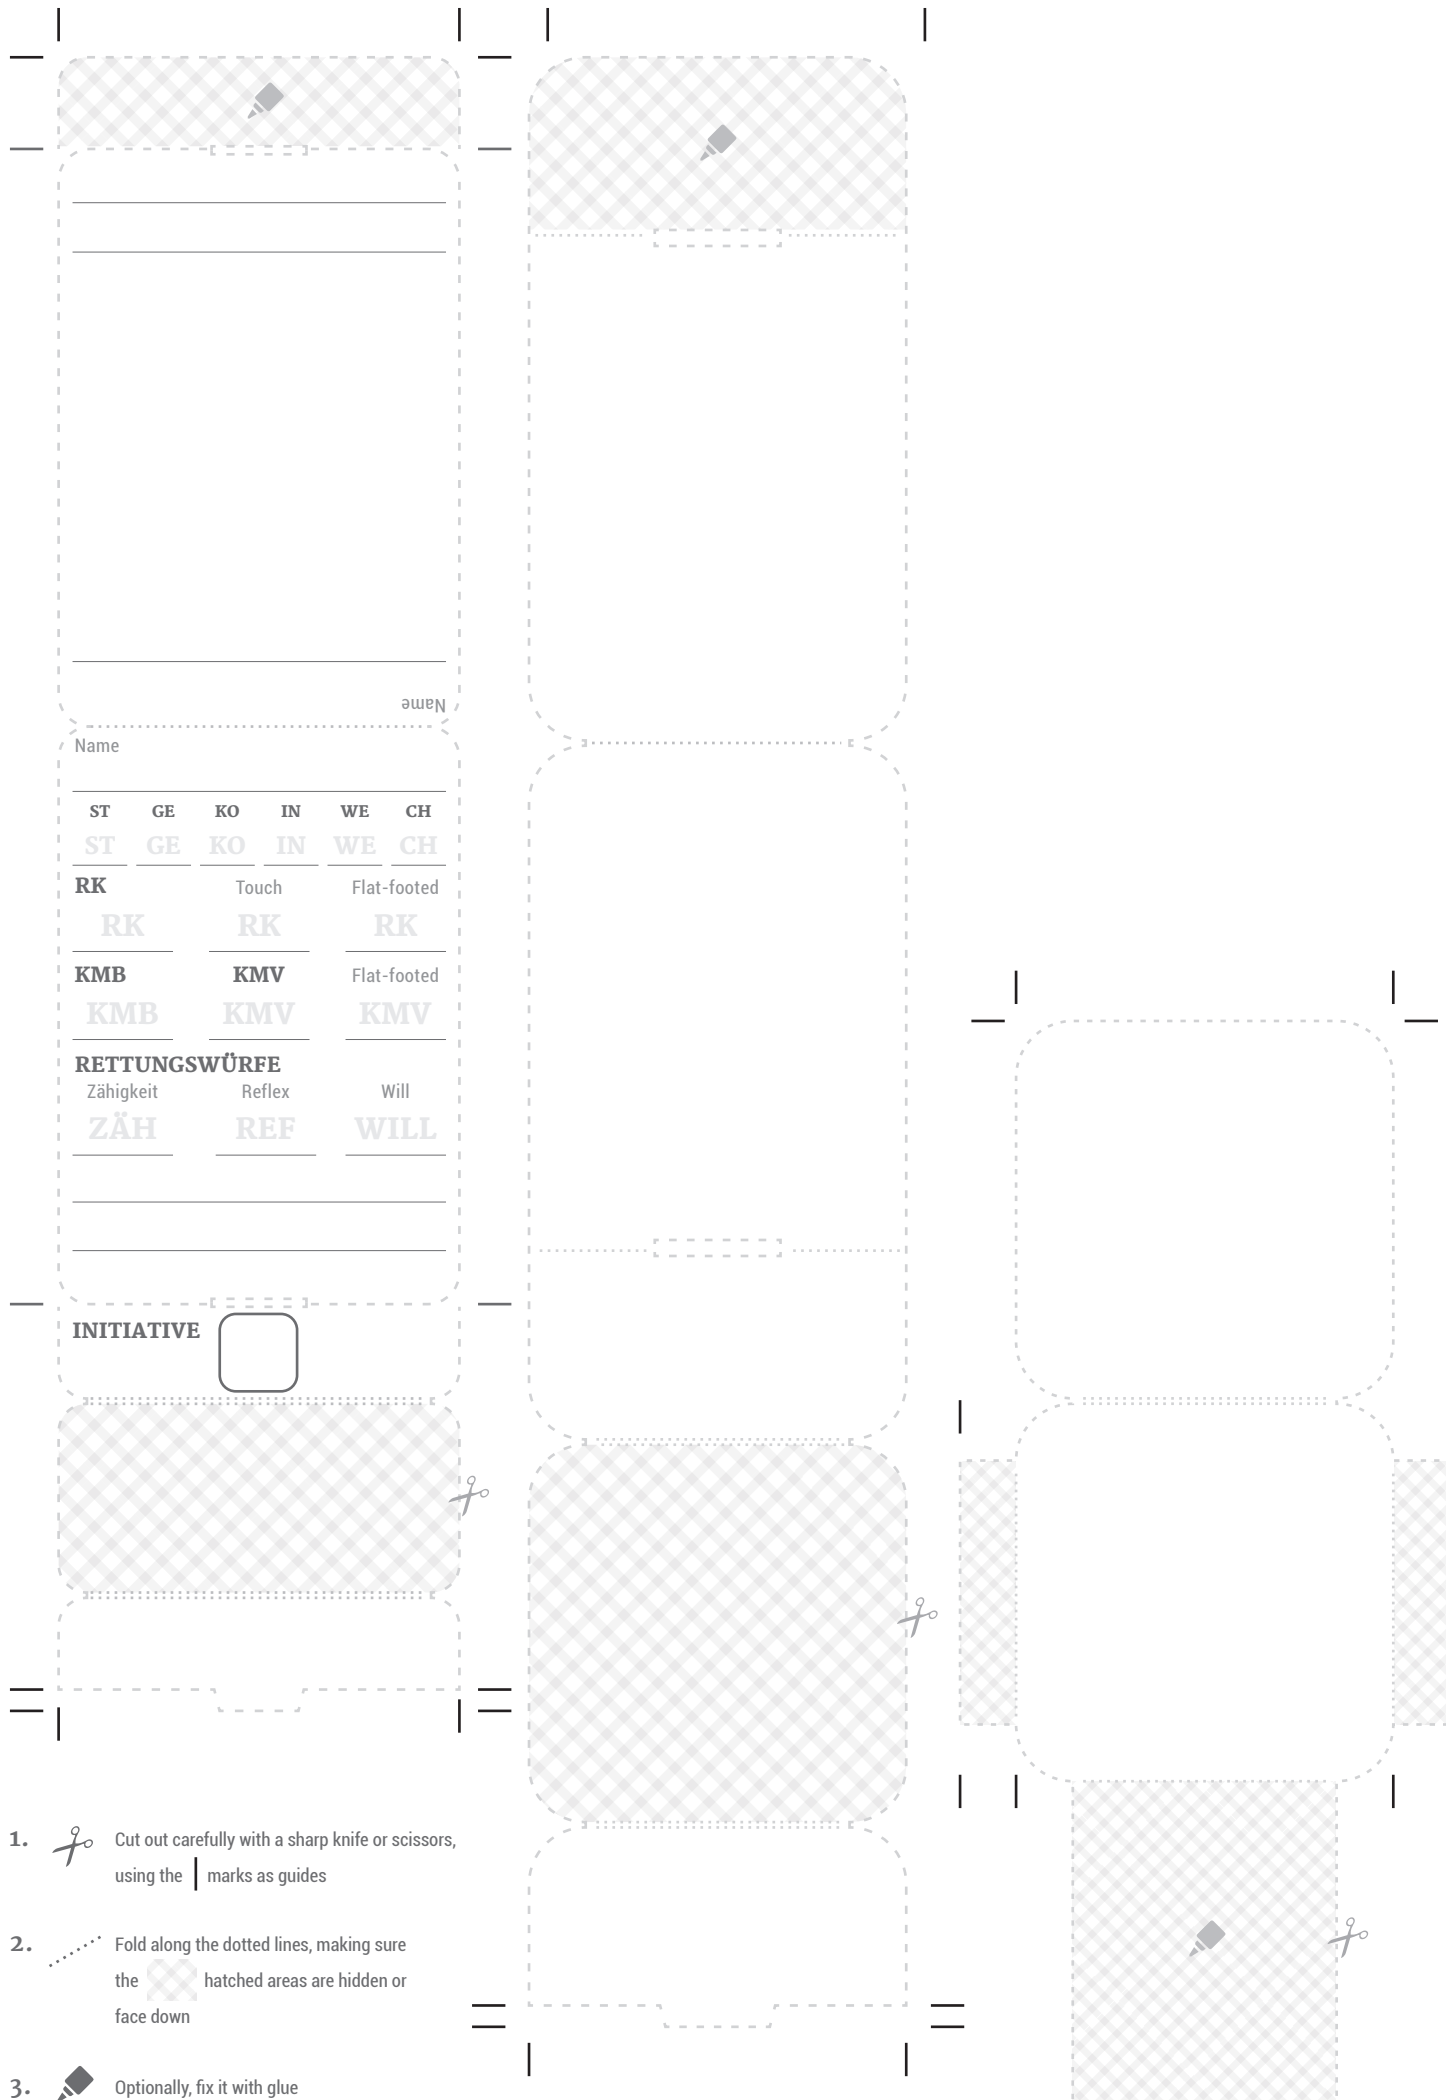 Name
Name
ST GE KO IN WE CH
ST GE KO IN WE CH
RK Touch Flat-footed
RK RK RK
KMB KMV Flat-footed
KMB KMV KMV
RETTUNGSWÜRFE
Zähigkeit Reflex Will
ZÄH REF WILL
INITIATIVE
1. Cut out carefully with a sharp knife or scissors,
using the marks as guides
2. Fold along the dotted lines, making sure
the hatched areas are hidden or
face down
3. Optionally, fix it with glue